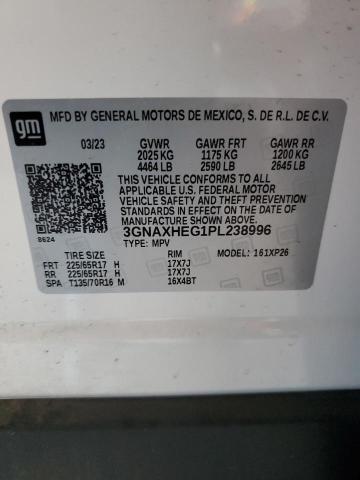 gm
MFD BY GENERAL MOTORS DE MEXICO, S. DE R.L. DE C.V.
03/23 GVWR GAWR FRT GAWR RR
2025 KG 1175 KG 1200 KG
4464 LB 2590 LB 2645 LB
THIS VEHICLE CONFORMS TO ALL
APPLICABLE U.S. FEDERAL MOTOR
VEHICLE SAFETY AND THEFT
PREVENTION STANDARDS IN
EFFECT ON THE DATE OF
MANUFACTURE SHOWN ABOVE.
8624
3GNAXHEG1PL238996
TYPE: MPV
TIRE SIZE RIM MODEL: 161XP26
FRT 225/65R17 H 17X7J
RR 225/65R17 H 17X7J
SPA T135/70R16 M 16X4BT